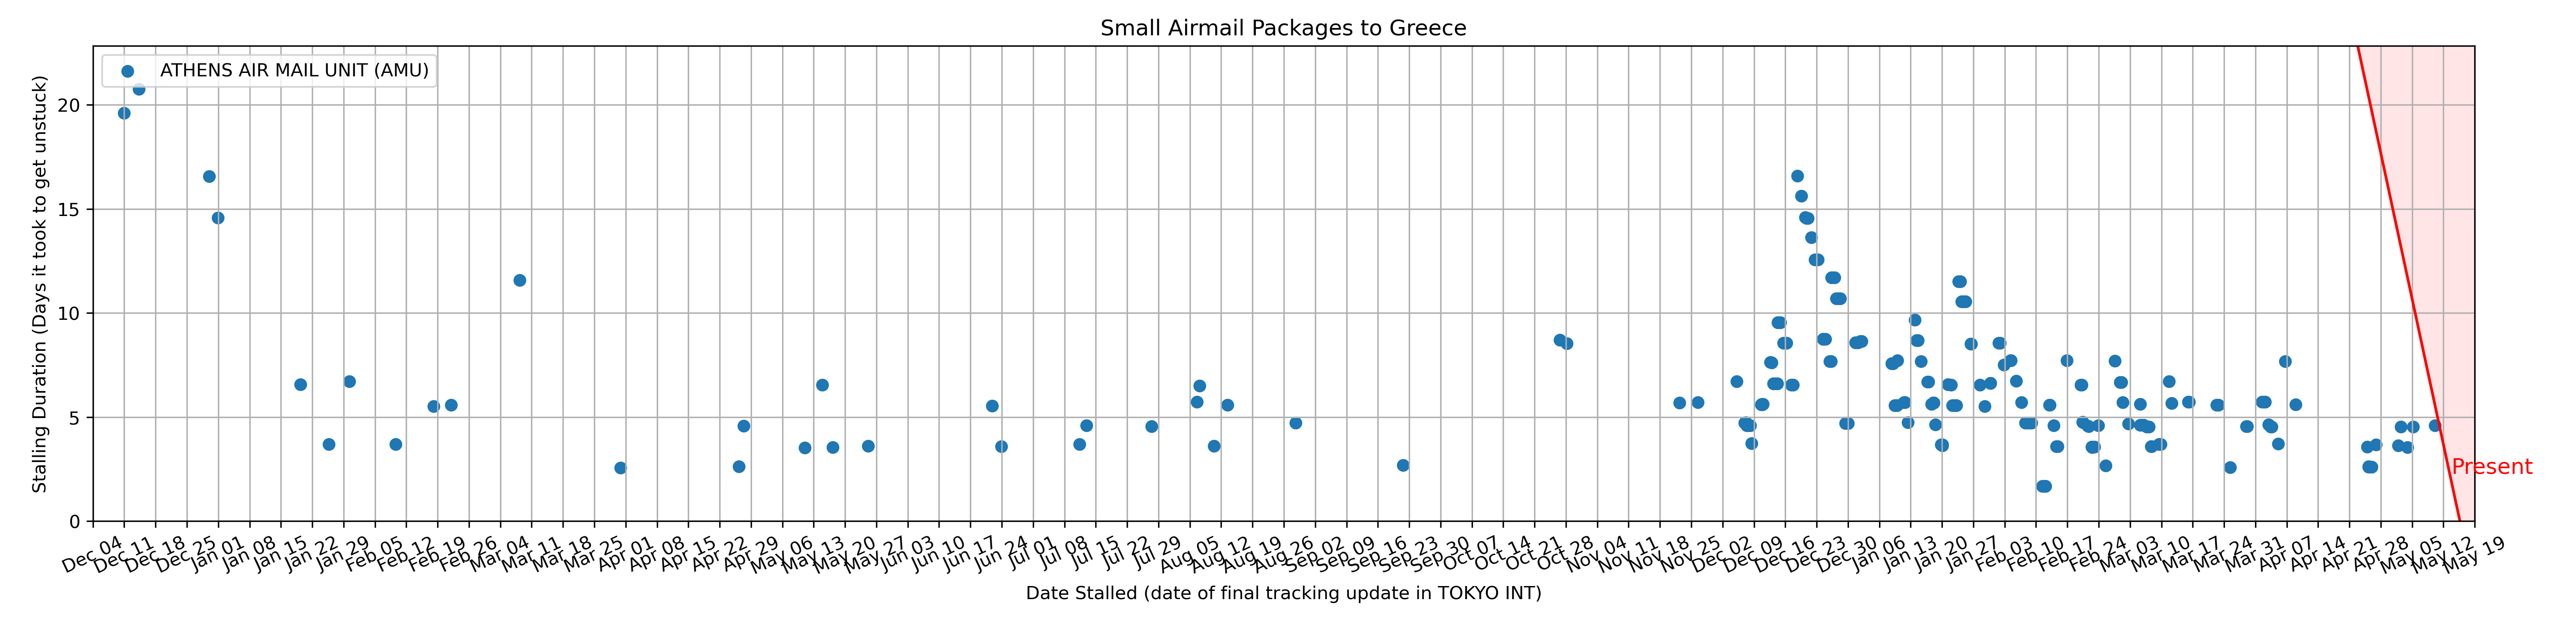 Small Airmail Packages to Greece
ATHENS AIR MAIL UNIT (AMU)
Stalling Duration (Days it took to get unstuck)
20
15
10
5
0
Present
Dec 04
Dec 11
Dec 18
Dec 25
Jan 01
Jan 08
Jan 15
Jan 22
Jan 29
Feb 05
Feb 12
Feb 19
Feb 26
Mar 04
Mar 11
Mar 18
Mar 25
Apr 01
Apr 08
Apr 15
Apr 22
Apr 29
May 06
May 13
May 20
May 27
Jun 03
Jun 10
Jun 17
Jun 24
Jul 01
Jul 08
Jul 15
Jul 22
Jul 29
Aug 05
Aug 12
Aug 19
Aug 26
Sep 02
Sep 09
Sep 16
Sep 23
Sep 30
Oct 07
Oct 14
Oct 21
Oct 28
Nov 04
Nov 11
Nov 18
Nov 25
Dec 02
Dec 09
Dec 16
Dec 23
Dec 30
Jan 06
Jan 13
Jan 20
Jan 27
Feb 03
Feb 10
Feb 17
Feb 24
Mar 03
Mar 10
Mar 17
Mar 24
Mar 31
Apr 07
Apr 14
Apr 21
Apr 28
May 05
May 12
May 19
Date Stalled (date of final tracking update in TOKYO INT)